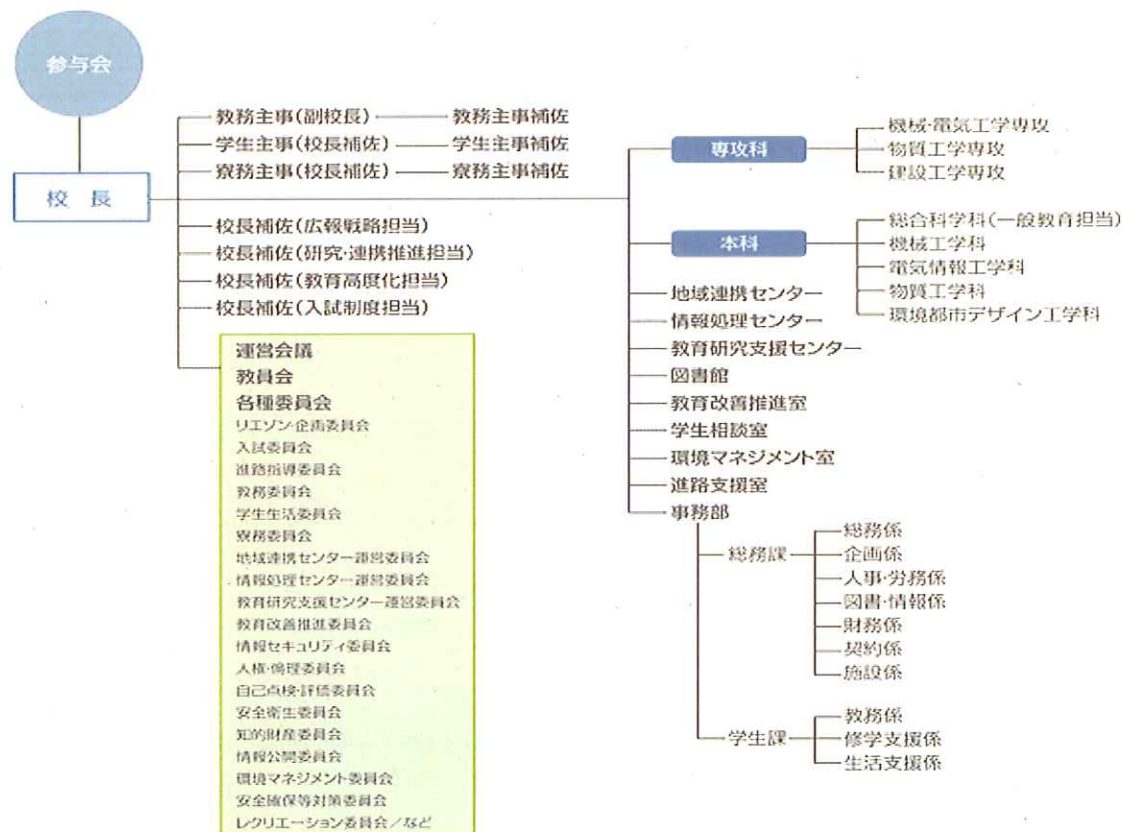 参与会
校 長
教務主事(副校長) 教務主事補佐
学生主事(校長補佐) 学生主事補佐
寮務主事(校長補佐) 寮務主事補佐
校長補佐(広報戦略担当)
校長補佐(研究・連携推進担当)
校長補佐(教育高度化担当)
校長補佐(入試制度担当)
運営会議
教員会
各種委員会
リエゾン・企画委員会
入試委員会
進路指導委員会
教務委員会
学生生活委員会
寮務委員会
地域連携センター運営委員会
情報処理センター運営委員会
教育研究支援センター運営委員会
教育改善推進委員会
情報セキュリティ委員会
人権・倫理委員会
自己点検・評価委員会
安全衛生委員会
知的財産委員会
情報公開委員会
環境マネジメント委員会
安全確保等対策委員会
レクリエーション委員会／など
専攻科
機械・電気工学専攻
物質工学専攻
建設工学専攻
本科
総合科学科(一般教育担当)
機械工学科
電気情報工学科
物質工学科
環境都市デザイン工学科
地域連携センター
情報処理センター
教育研究支援センター
図書館
教育改善推進室
学生相談室
環境マネジメント室
進路支援室
事務部
総務課
総務係
企画係
人事・労務係
図書・情報係
財務係
契約係
施設係
学生課
教務係
修学支援係
生活支援係